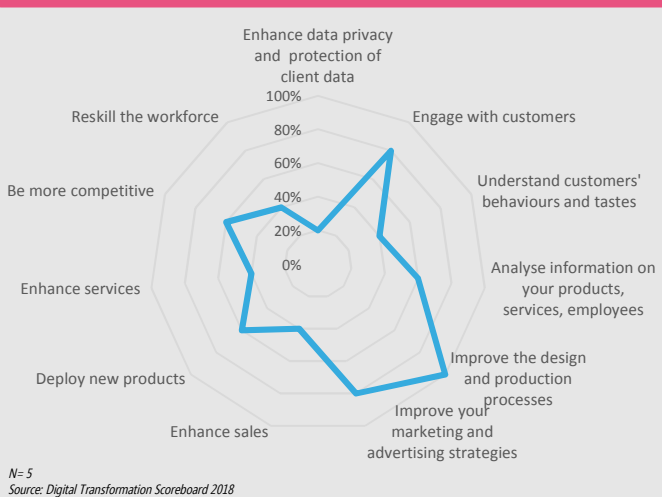 Enhance data privacy
and protection of
client data
100%
80%
60%
40%
20%
0%
Engage with customers
Understand customers'
behaviours and tastes
Analyse information on
your products,
services, employees
Improve the design
and production
processes
Improve your
marketing and
advertising strategies
Enhance sales
Deploy new products
Enhance services
Be more competitive
Reskill the workforce
N= 5
Source: Digital Transformation Scoreboard 2018